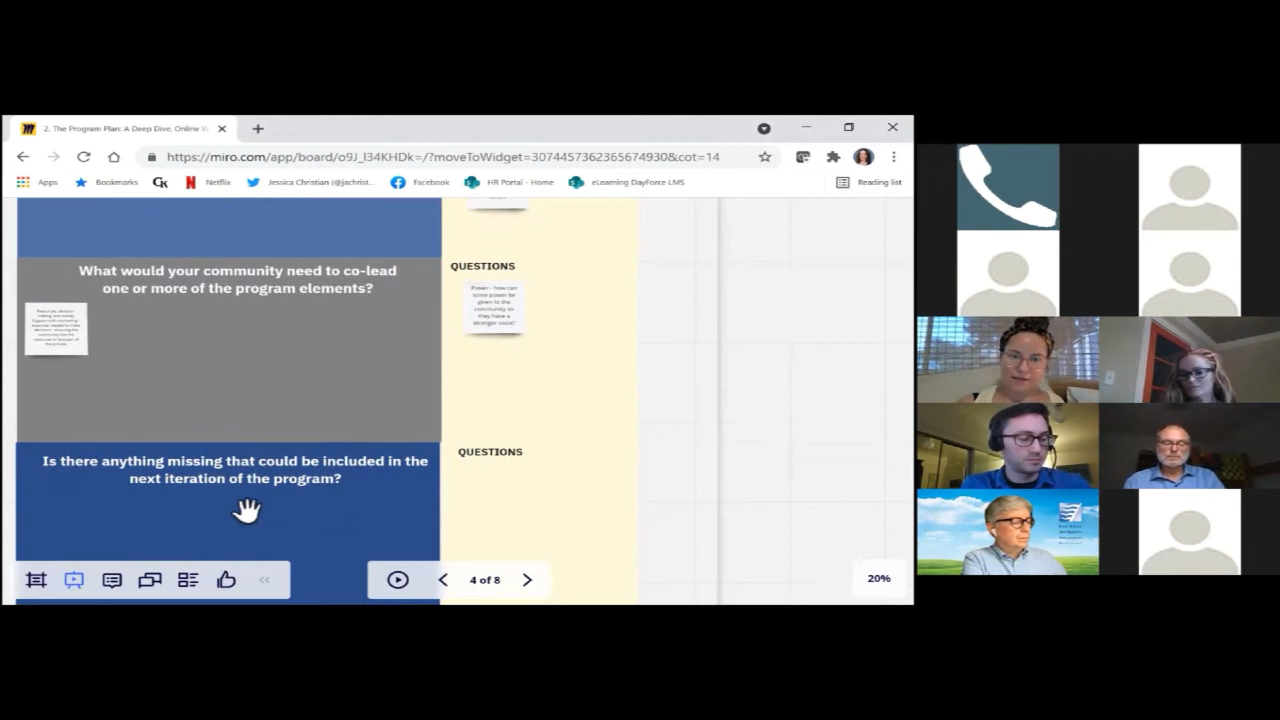 2. The Program Plan: A Deep Dive, Online
https://miro.com/app/board/o9J_l34KHDk=/?moveToWidget=3074457362365674930&cot=14
Apps
Bookmarks
Netflix
Jessica Christian (@jachrist...
Facebook
HR Portal - Home
eLearning DayForce LMS
Reading list
What would your community need to co-lead
one or more of the program elements?
QUESTIONS
Power - how can
some power be
given to the
community so
they have a
stronger voice?
Is there anything missing that could be included in the
next iteration of the program?
QUESTIONS
4 of 8
20%